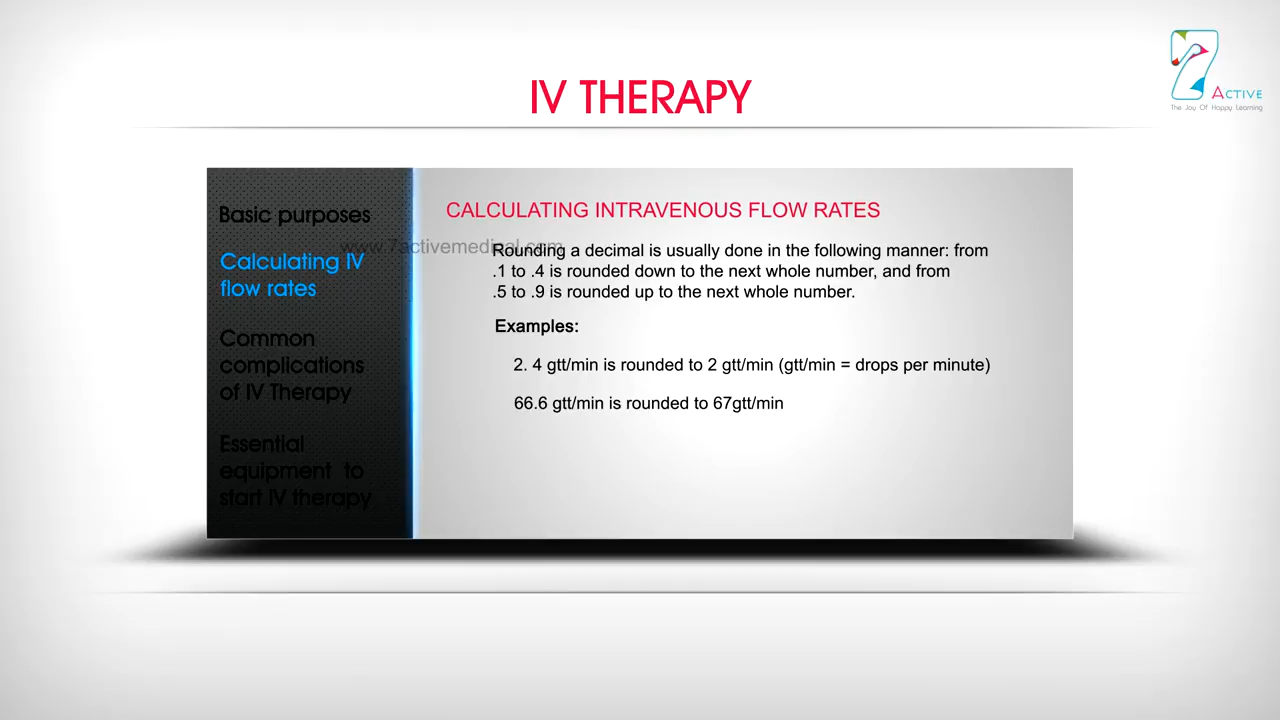 IV THERAPY
7 ACTIVE
The Joy Of Happy Learning
Basic purposes
Calculating IV
flow rates
Common
complications
of IV Therapy
Essential
equipment to
start IV therapy
CALCULATING INTRAVENOUS FLOW RATES
www.7activemedical.com
Rounding a decimal is usually done in the following manner: from
.1 to .4 is rounded down to the next whole number, and from
.5 to .9 is rounded up to the next whole number.
Examples:
2. 4 gtt/min is rounded to 2 gtt/min (gtt/min = drops per minute)
66.6 gtt/min is rounded to 67gtt/min